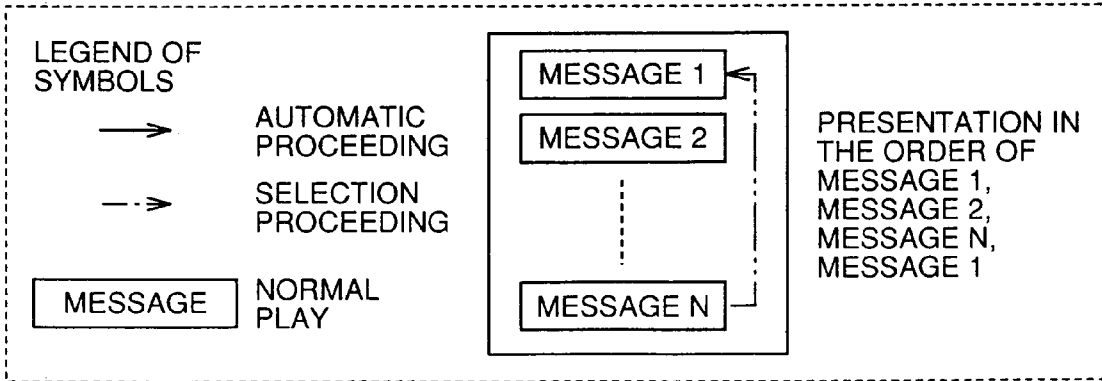 LEGEND OF
SYMBOLS
AUTOMATIC
PROCEEDING
SELECTION
PROCEEDING
MESSAGE
NORMAL
PLAY
MESSAGE 1
MESSAGE 2
MESSAGE N
PRESENTATION IN
THE ORDER OF
MESSAGE 1,
MESSAGE 2,
MESSAGE N,
MESSAGE 1